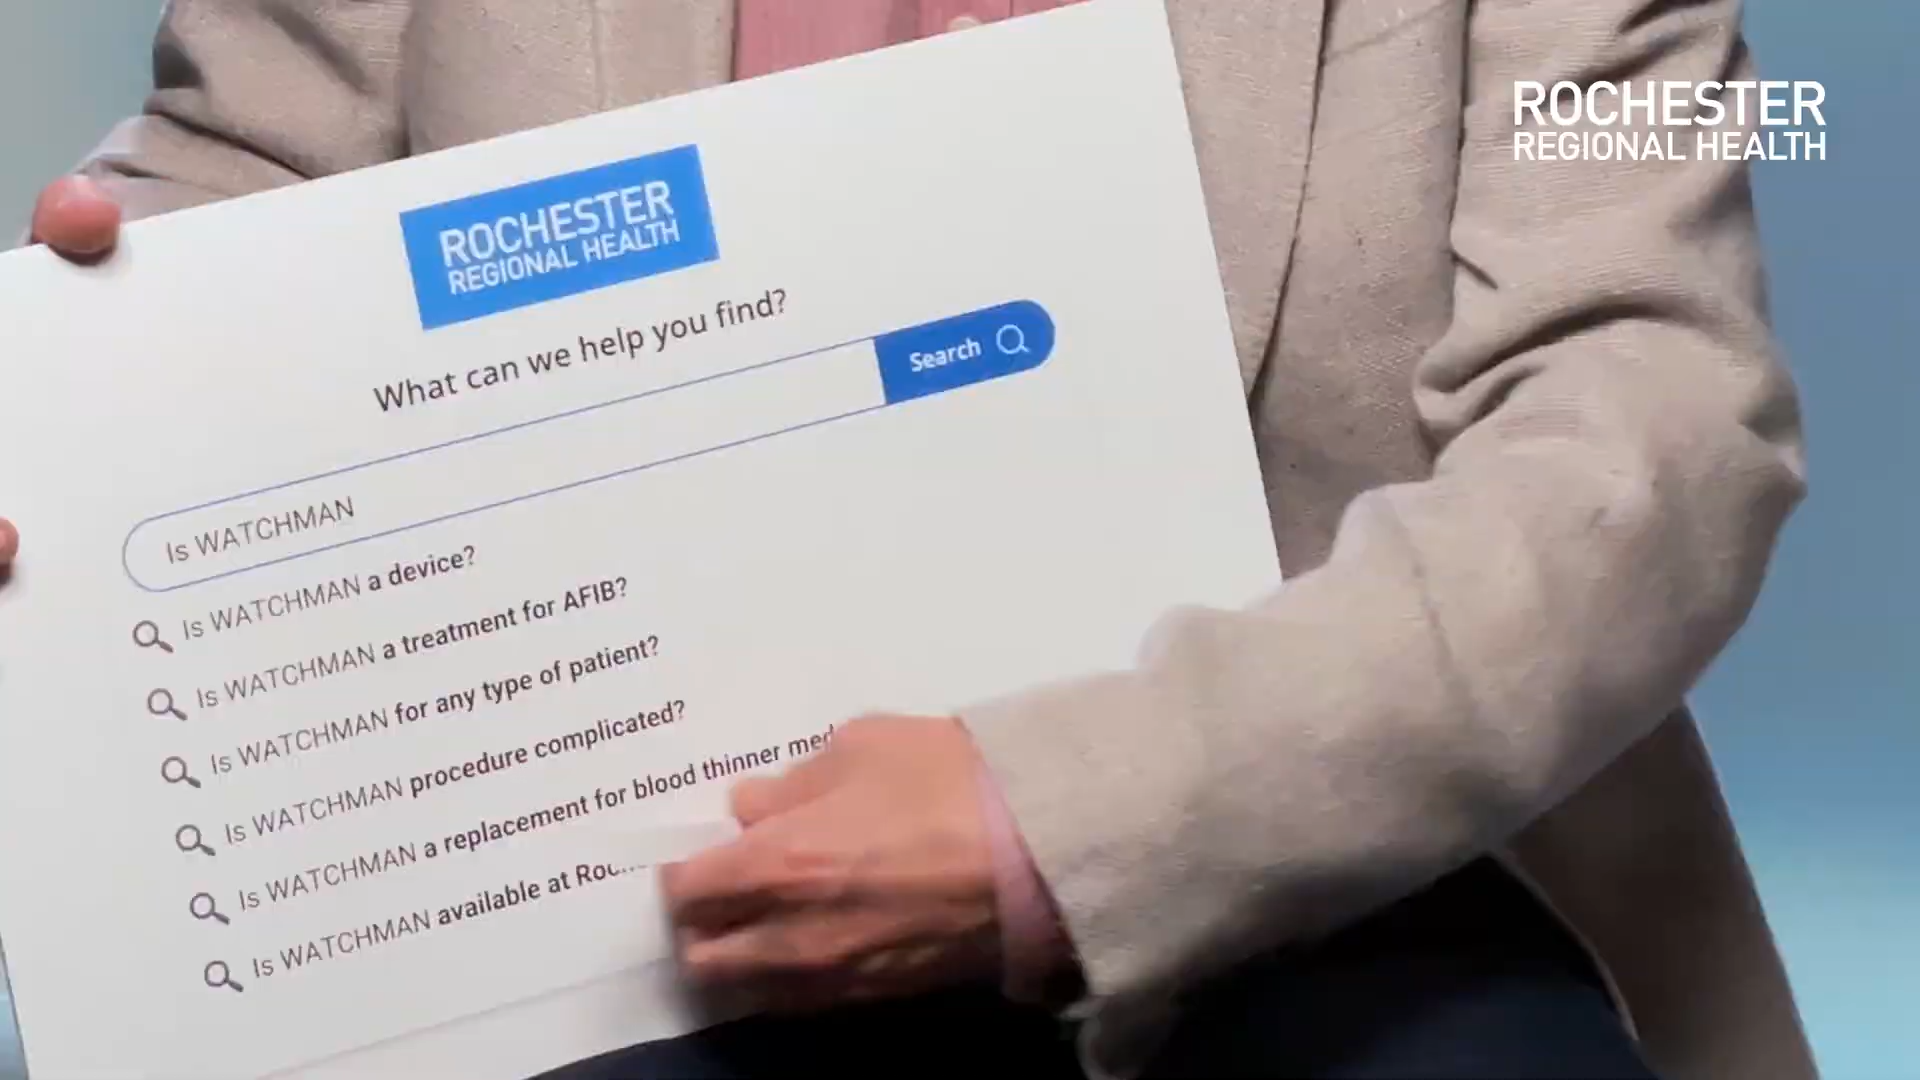 ROCHESTER
REGIONAL HEALTH
ROCHESTER
REGIONAL HEALTH
What can we help you find?
Search
Is WATCHMAN
Is WATCHMAN a device?
Is WATCHMAN a treatment for AFIB?
Is WATCHMAN for any type of patient?
Is WATCHMAN procedure complicated?
Is WATCHMAN a replacement for blood thinner
Is WATCHMAN available at